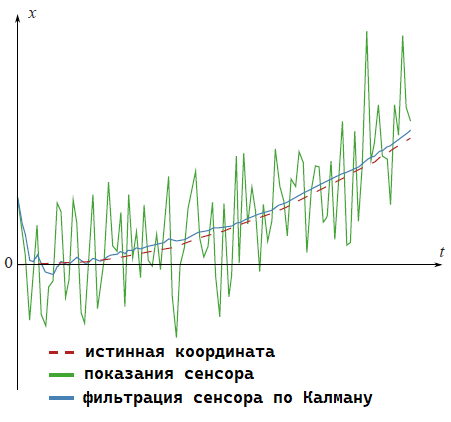 x
0
t
истинная координата
показания сенсора
фильтрация сенсора по Калману